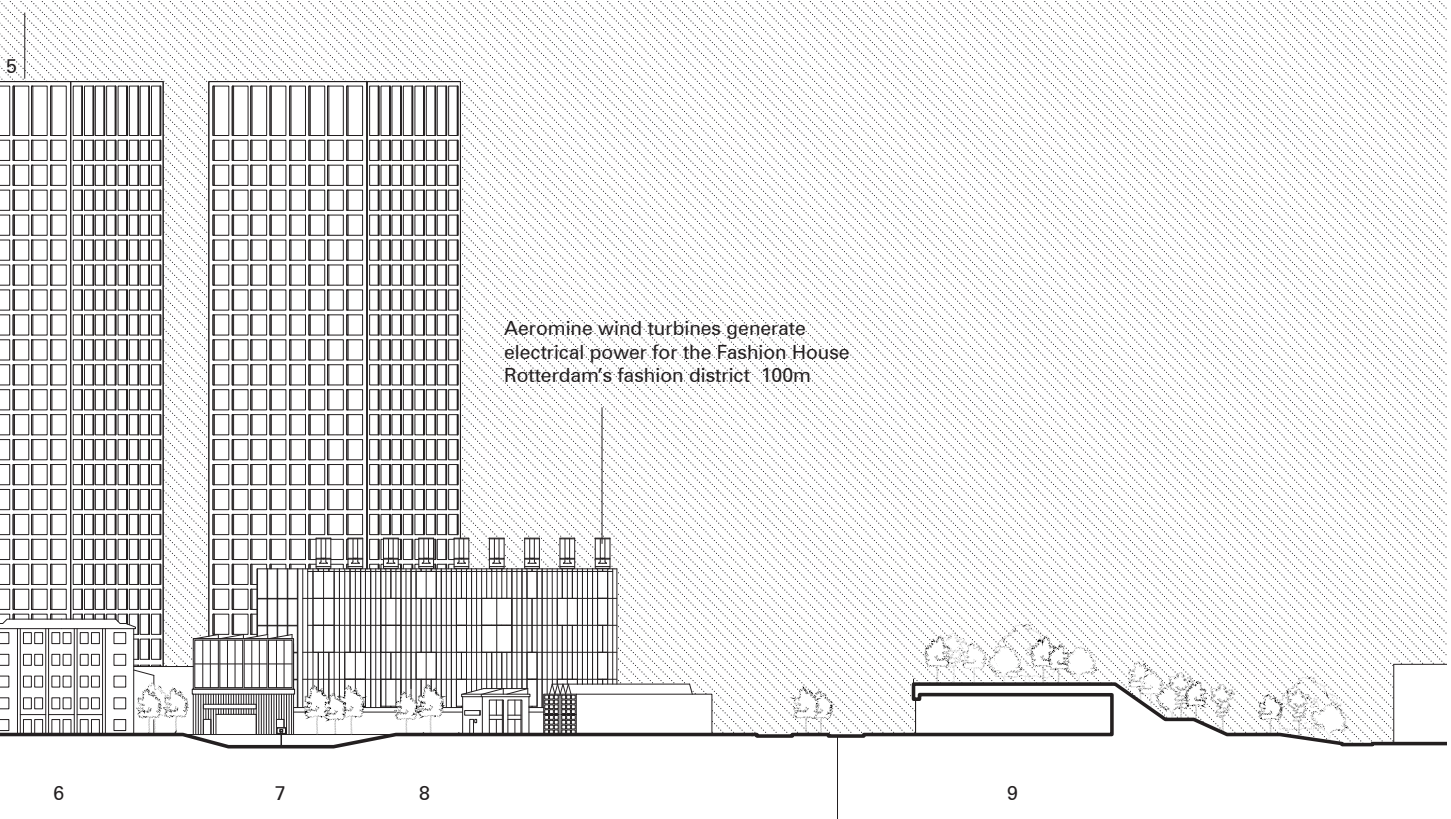 5
Aeromine wind turbines generate
electrical power for the Fashion House
Rotterdam’s fashion district  100m
6
7
8
9